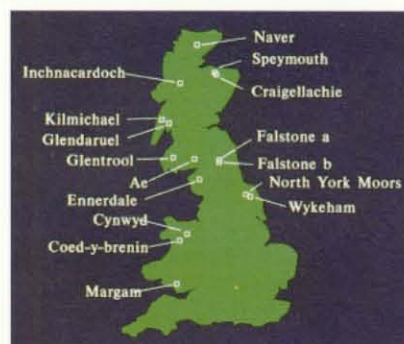 Naver
Speymouth
Inchnacardoch
Craigellachie
Kilmichael
Glendaruel
Falstone a
Glentrool
Falstone b
Ae
North York Moors
Ennerdale
Wykeham
Cynwyd
Coed-y-brenin
Margam